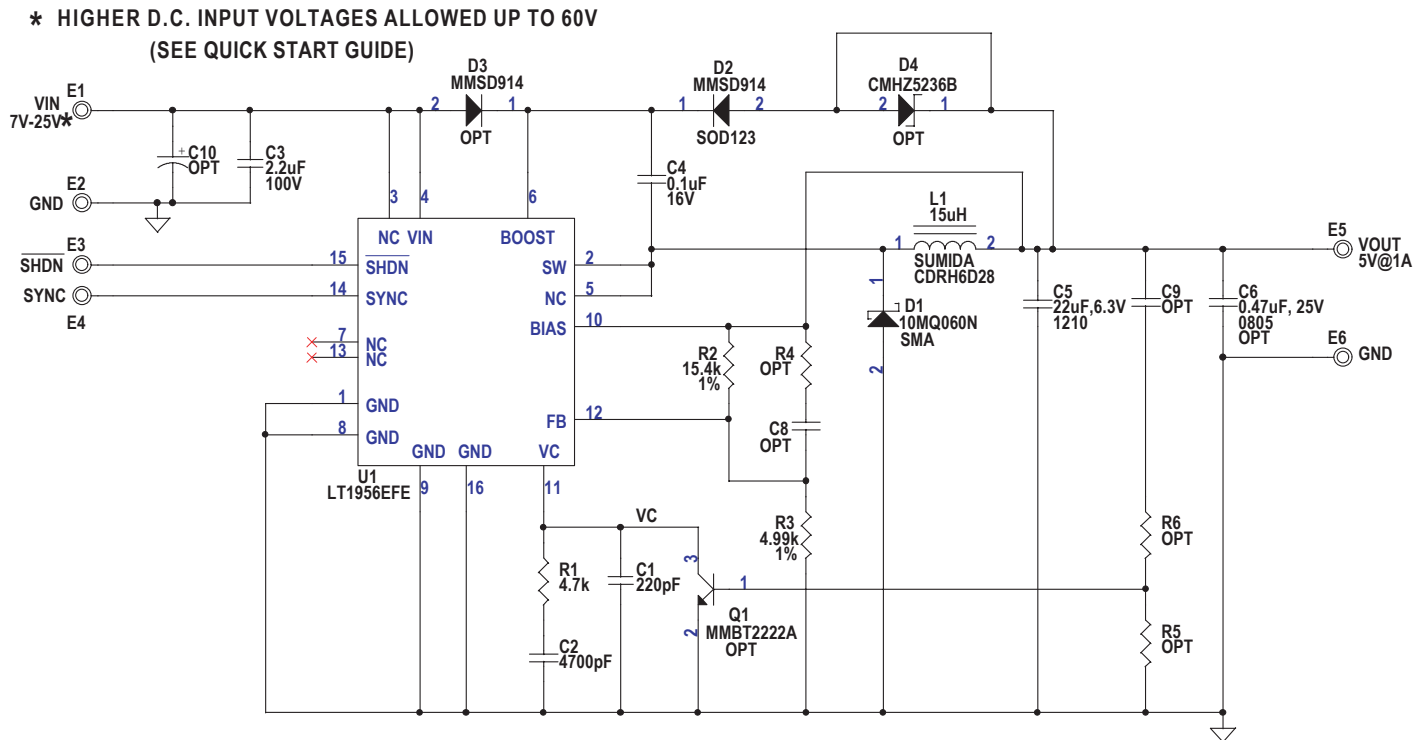 * HIGHER D.C. INPUT VOLTAGES ALLOWED UP TO 60V
(SEE QUICK START GUIDE)
E1
VIN
7V-25V*
2
D3
MMSD914
1
OPT
1
D2
MMSD914
2
SOD123
D4
CMHZ5236B
2
1
OPT
+
C10
OPT
C3
2.2uF
100V
E2
GND
C4
0.1uF
16V
3
4
6
NC
VIN
BOOST
E3
SHDN
15
SHDN
SYNC
E4
14
SYNC
SW
2
NC
5
BIAS
10
7
NC
13
NC
1
GND
8
GND
FB
12
GND
GND
VC
U1
LT1956EFE
9
16
11
L1
15uH
1
2
SUMIDA
CDRH6D28
1
D1
10MQ060N
SMA
2
E5
VOUT
5V@1A
C5
22uF,6.3V
1210
C9
OPT
C6
0.47uF, 25V
0805
OPT
E6
GND
R2
15.4k
1%
R4
OPT
C8
OPT
R3
4.99k
1%
VC
R1
4.7k
C1
220pF
C2
4700pF
3
1
2
Q1
MMBT2222A
OPT
R6
OPT
R5
OPT